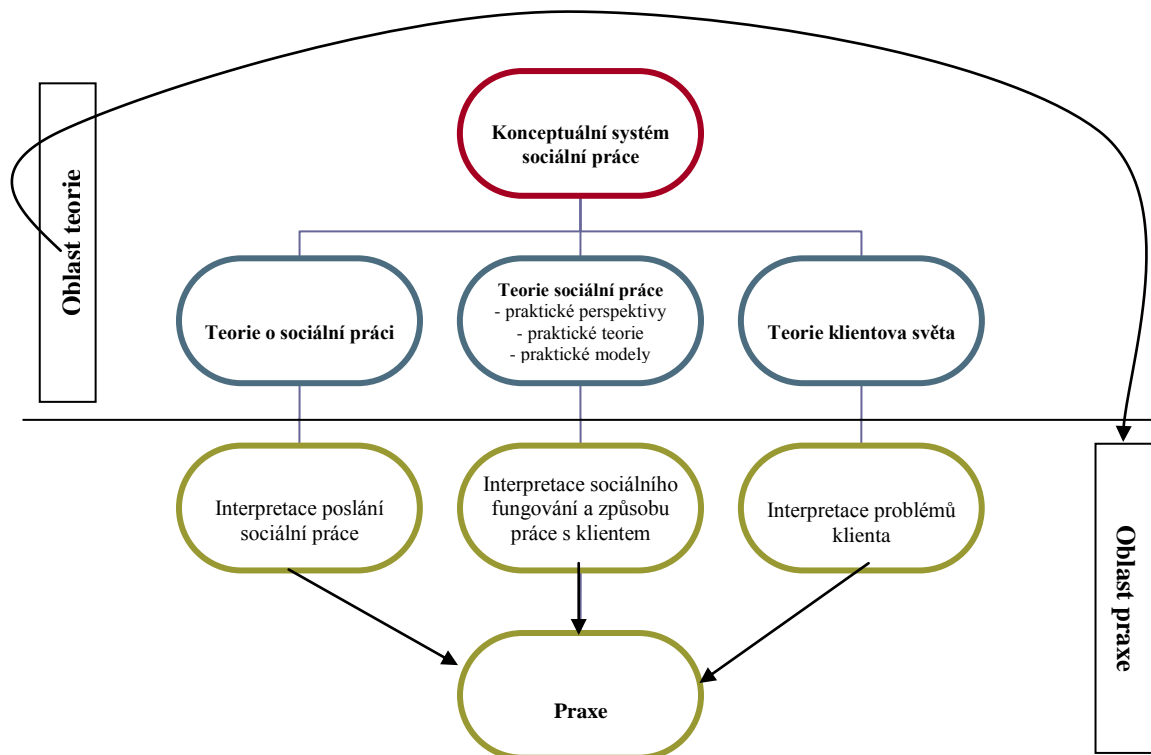 Konceptuální systém
sociální práce
Oblast teorie
Teorie o sociální práci
Teorie sociální práce
- praktické perspektivy
- praktické teorie
- praktické modely
Teorie klientova světa
Interpretace poslání
sociální práce
Interpretace sociálního
fungování a způsobu
práce s klientem
Interpretace problémů
klienta
Oblast praxe
Praxe